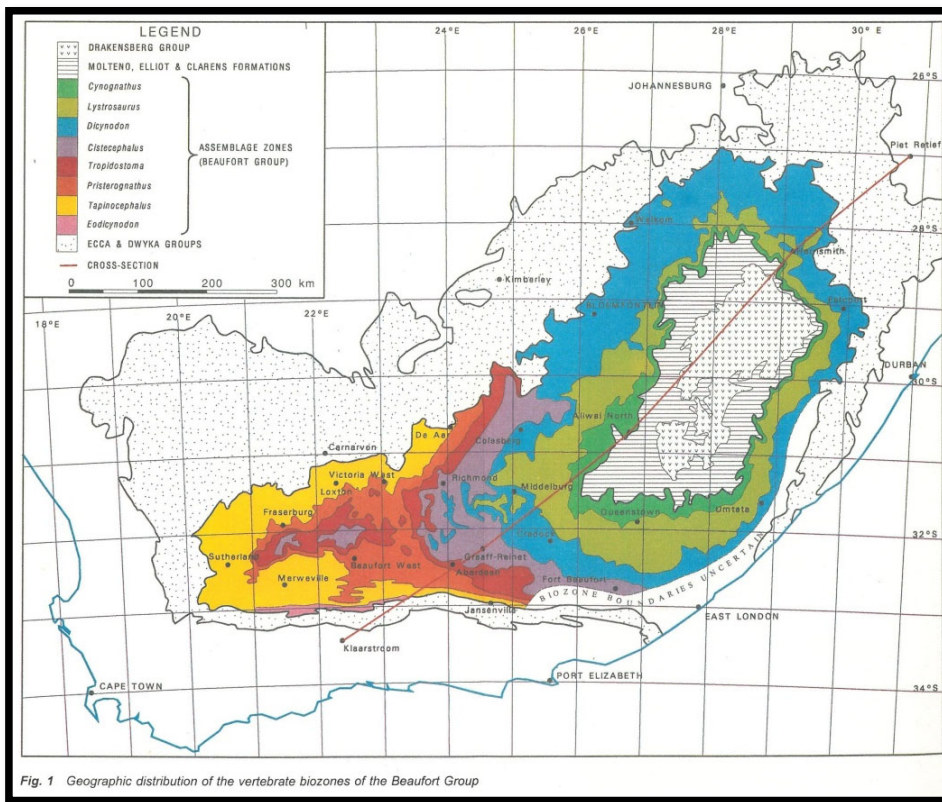 LEGEND
DRAKENSBERG GROUP
MOLTENO, ELLIOT & CLARENS FORMATIONS
Cynognathus
Lystrosaurus
Dicynodon
Cistecephalus
Tropidostoma
Pristerognathus
Tapinocephalus
Eodicynodon
ASSEMBLAGE ZONES
(BEAUFORT GROUP)
ECCA & DWYKA GROUPS
CROSS-SECTION
0 100 200 300 km
24°E 26°E 28°E 30° E
26°S
JOHANNESBURG
Piet Retief
Welkom
28°S
Harrismith
Kimberley
BLOEMFONTEIN
Estcourt
18°E
20°E
22°E
DURBAN
30°S
Aliwal North
De Aar
Colesberg
Carnarvon
Victoria West
Richmond
Loxton
Middelburg
Fraserburg
Queenstown
Umtata
32°S
Cradock
Sutherland
Graaff-Reinet
Beaufort West
Aberdeen
Merweville
Fort Beaufort
BIOZONE BOUNDARIES UNCERTAIN
Jansenville
EAST LONDON
Klaarstroom
PORT ELIZABETH
CAPE TOWN
34°S
Fig. 1 Geographic distribution of the vertebrate biozones of the Beaufort Group